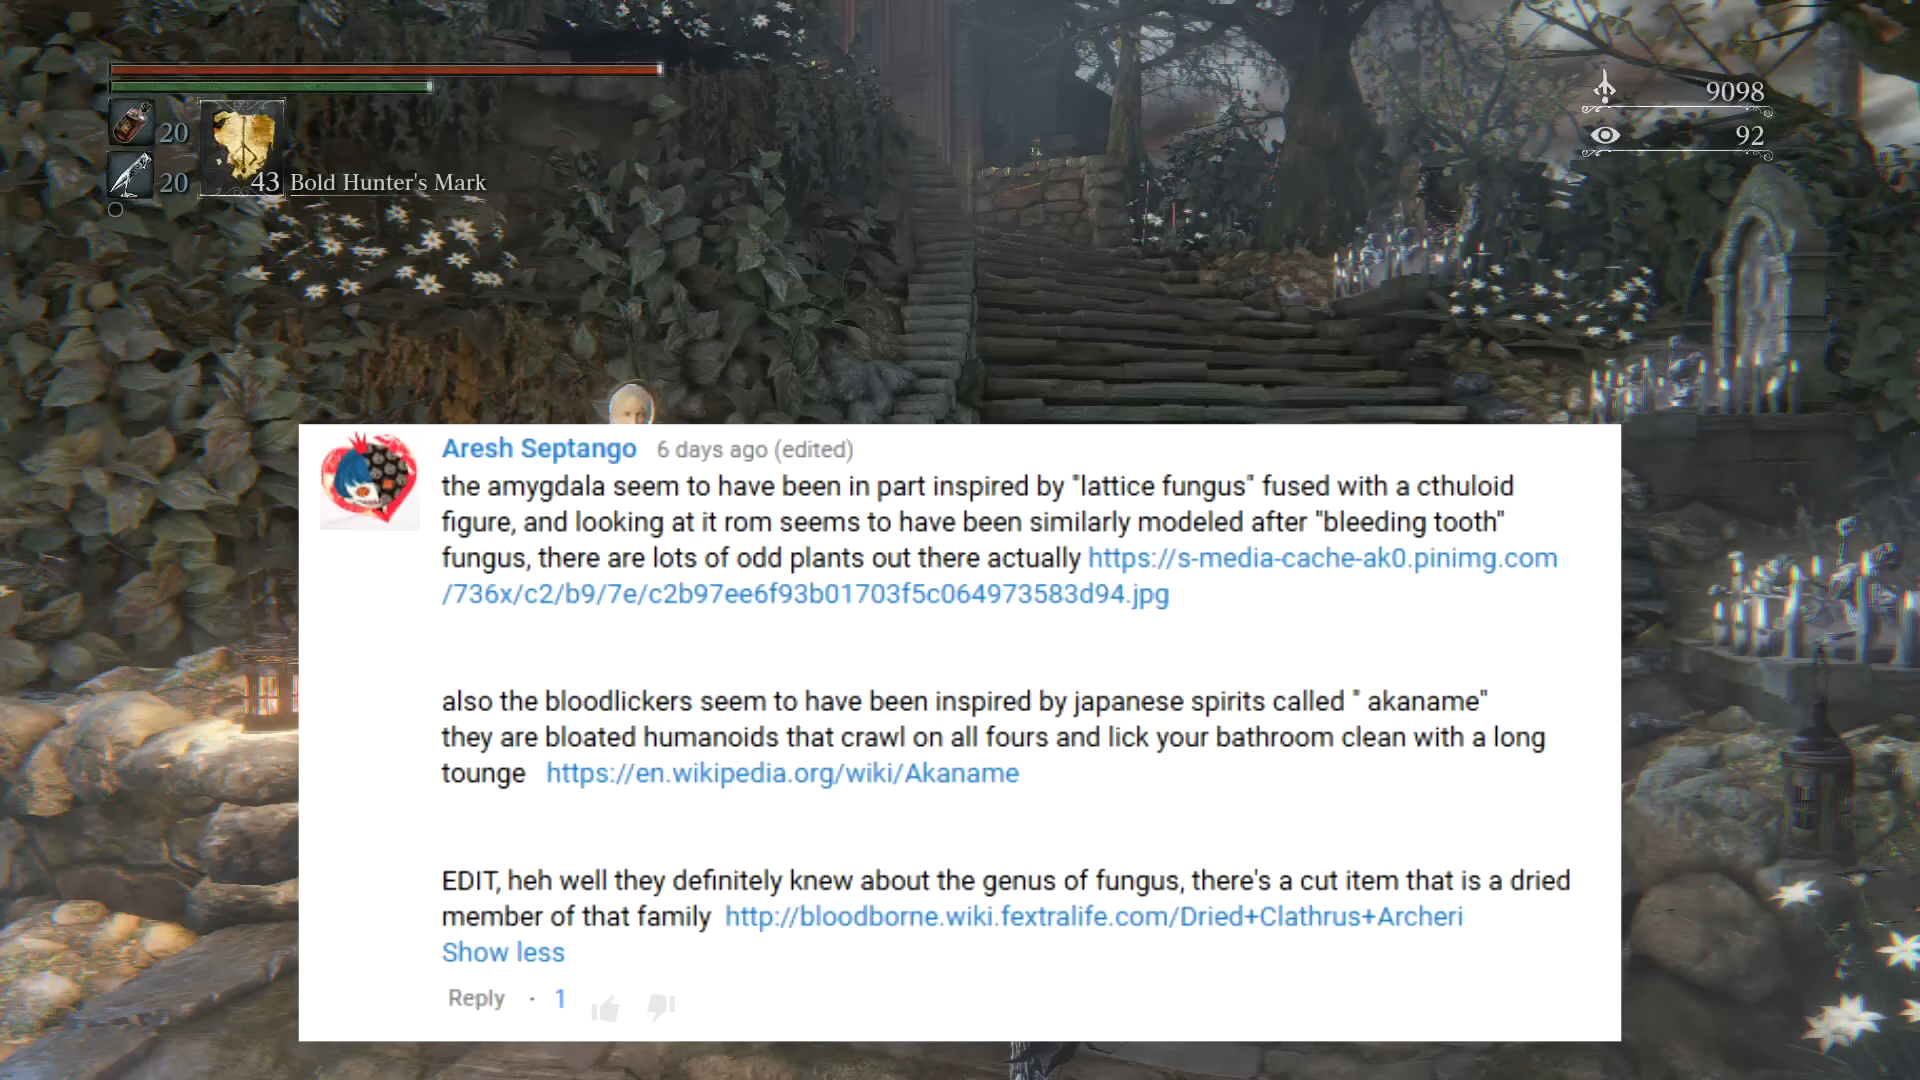 9098
20
92
20
43 Bold Hunter's Mark
Aresh Septango 6 days ago (edited)
the amygdala seem to have been in part inspired by "lattice fungus" fused with a cthuloid
figure, and looking at it rom seems to have been similarly modeled after "bleeding tooth"
fungus, there are lots of odd plants out there actually https://s-media-cache-ak0.pinimg.com
/736x/c2/b9/7e/c2b97ee6f93b01703f5c064973583d94.jpg
also the bloodlickers seem to have been inspired by japanese spirits called " akaname"
they are bloated humanoids that crawl on all fours and lick your bathroom clean with a long
tounge https://en.wikipedia.org/wiki/Akaname
EDIT, heh well they definitely knew about the genus of fungus, there's a cut item that is a dried
member of that family http://bloodborne.wiki.fextralife.com/Dried+Clathrus+Archeri
Show less
Reply · 1